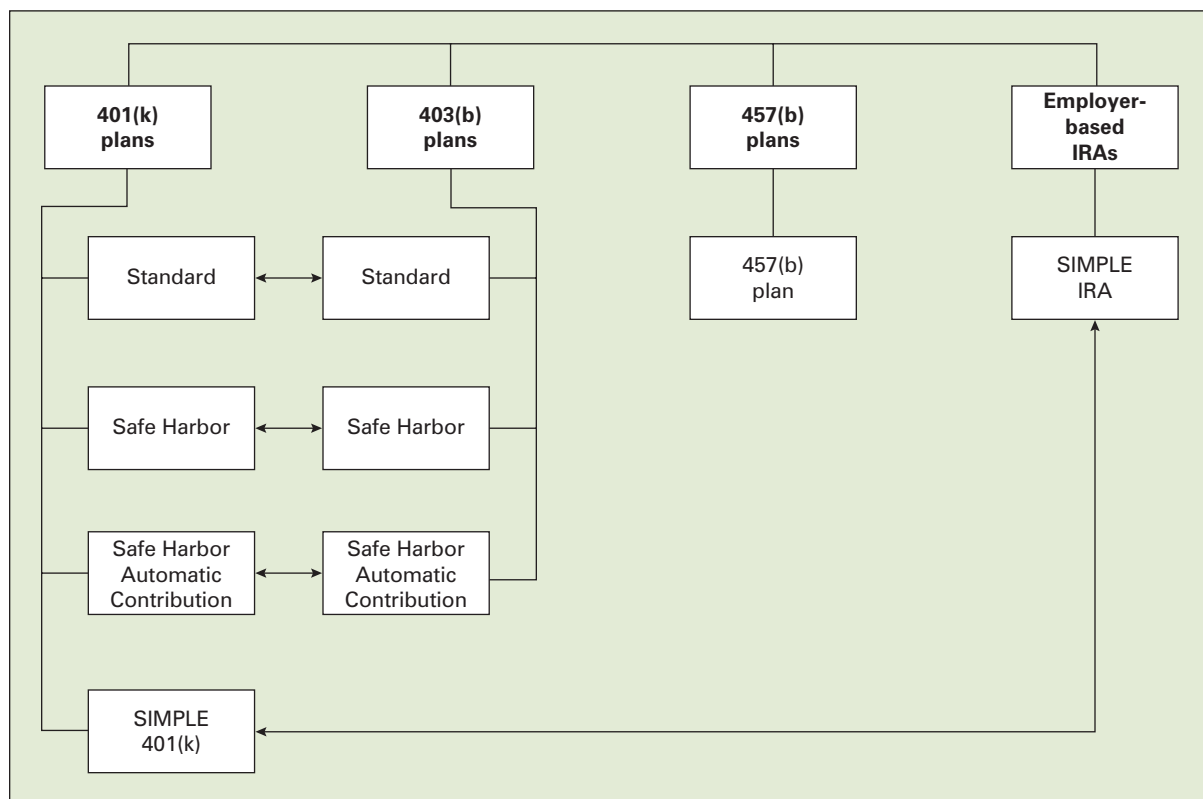 401(k)
plans
403(b)
plans
457(b)
plans
Employer-
based
IRAs
Standard
Standard
457(b)
plan
SIMPLE
IRA
Safe Harbor
Safe Harbor
Safe Harbor
Automatic
Contribution
Safe Harbor
Automatic
Contribution
SIMPLE
401(k)